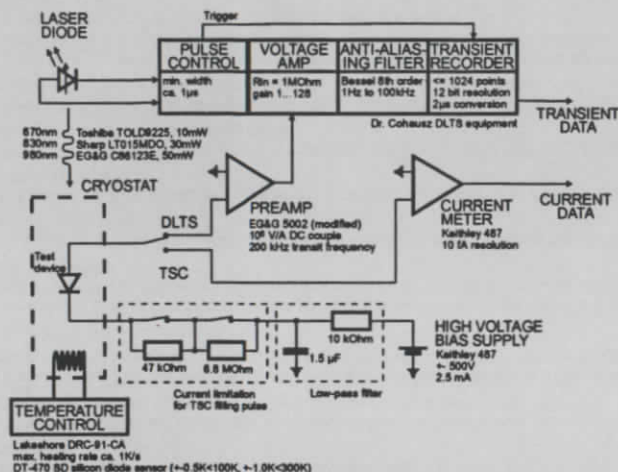 Trigger
LASER
DIODE
PULSE
CONTROL
min. width
ca. 1µs
VOLTAGE
AMP
Rin = 1MOhm
gain 1...128
ANTI-ALIAS-
ING FILTER
Bessel 8th order
1Hz to 100kHz
TRANSIENT
RECORDER
<= 1024 points
12 bit resolution
2µs conversion
Dr. Cohausz DLTS equipment
TRANSIENT
DATA
670nm Toshiba TOLD9225, 10mW
830nm Sharp LT015MDO, 30mW
980nm EG&G C86123E, 50mW
CRYOSTAT
DLTS
TSC
PREAMP
EG&G 5002 (modified)
V/A DC couple
200 kHz transit frequency
CURRENT
METER
Keithley 487
10 fA resolution
CURRENT
DATA
Test
device
47 kOhm
6.8 MOhm
Current limitation
for TSC filling pulse
1.5 µF
10 kOhm
Low-pass filter
HIGH VOLTAGE
BIAS SUPPLY
Keithley 487
+- 500V
2.5 mA
TEMPERATURE
CONTROL
Lakeshore DRC-91-CA
max. heating rate ca. 1K/s
DT-470 SD silicon diode sensor (+-0.5K<100K, +-1.0K<300K)